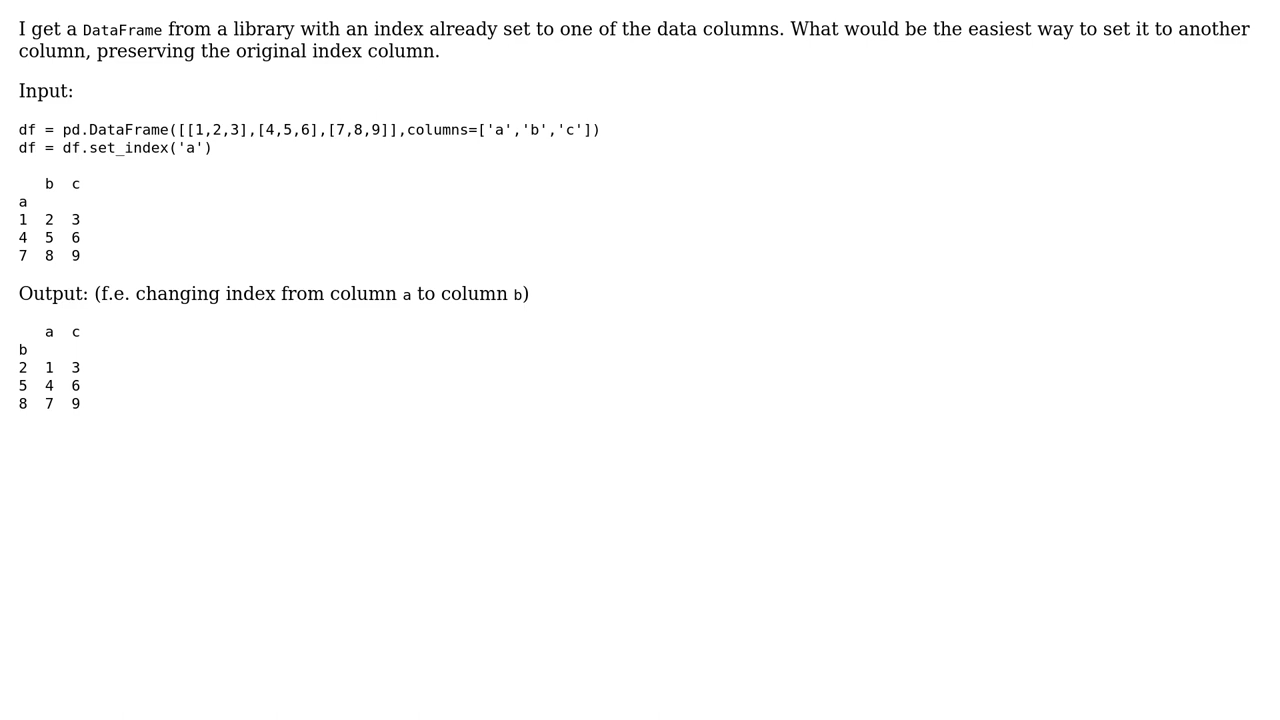 I get a DataFrame from a library with an index already set to one of the data columns. What would be the easiest way to set it to another
column, preserving the original index column.
Input:
df = pd.DataFrame([[1,2,3],[4,5,6],[7,8,9]],columns=['a','b','c'])
df = df.set_index('a')
   b  c
a
1  2  3
4  5  6
7  8  9
Output: (f.e. changing index from column a to column b)
   a  c
b
2  1  3
5  4  6
8  7  9